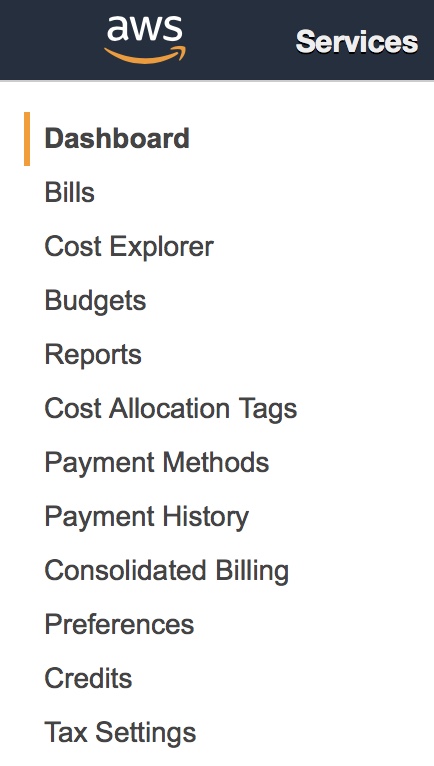 aws Services
Dashboard
Bills
Cost Explorer
Budgets
Reports
Cost Allocation Tags
Payment Methods
Payment History
Consolidated Billing
Preferences
Credits
Tax Settings